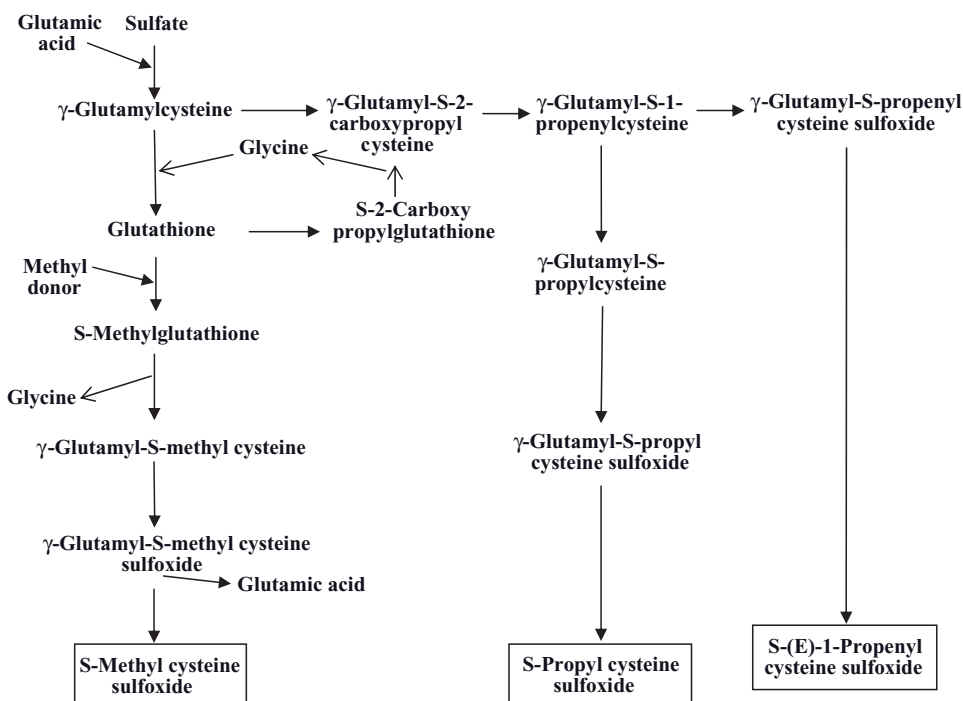 Glutamic
acid
Sulfate
γ-Glutamylcysteine
γ-Glutamyl-S-2-
carboxypropyl
cysteine
γ-Glutamyl-S-1-
propenylcysteine
γ-Glutamyl-S-propenyl
cysteine sulfoxide
Glycine
Glutathione
S-2-Carboxy
propylglutathione
Methyl
donor
γ-Glutamyl-S-
propylcysteine
S-Methylglutathione
Glycine
γ-Glutamyl-S-methyl cysteine
γ-Glutamyl-S-propyl
cysteine sulfoxide
γ-Glutamyl-S-methyl cysteine
sulfoxide
Glutamic acid
S-Methyl cysteine
sulfoxide
S-Propyl cysteine
sulfoxide
S-(E)-1-Propenyl
cysteine sulfoxide